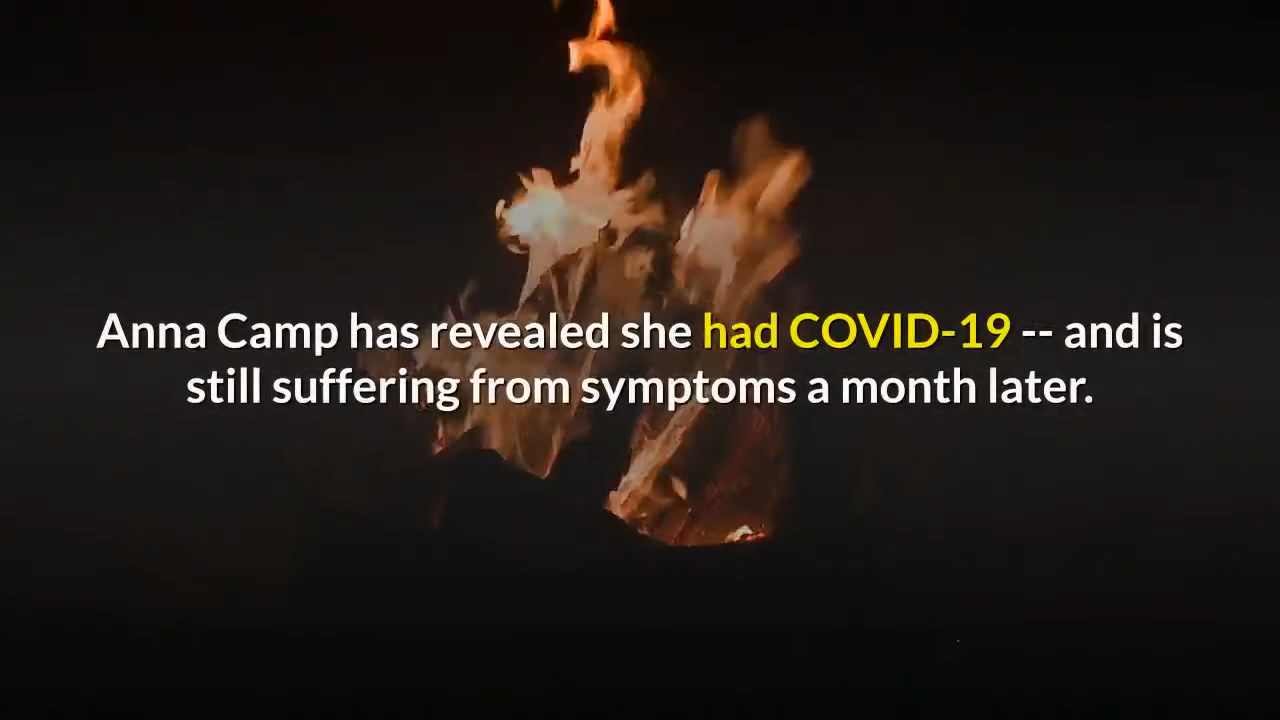 Anna Camp has revealed she had COVID-19 -- and is
still suffering from symptoms a month later.